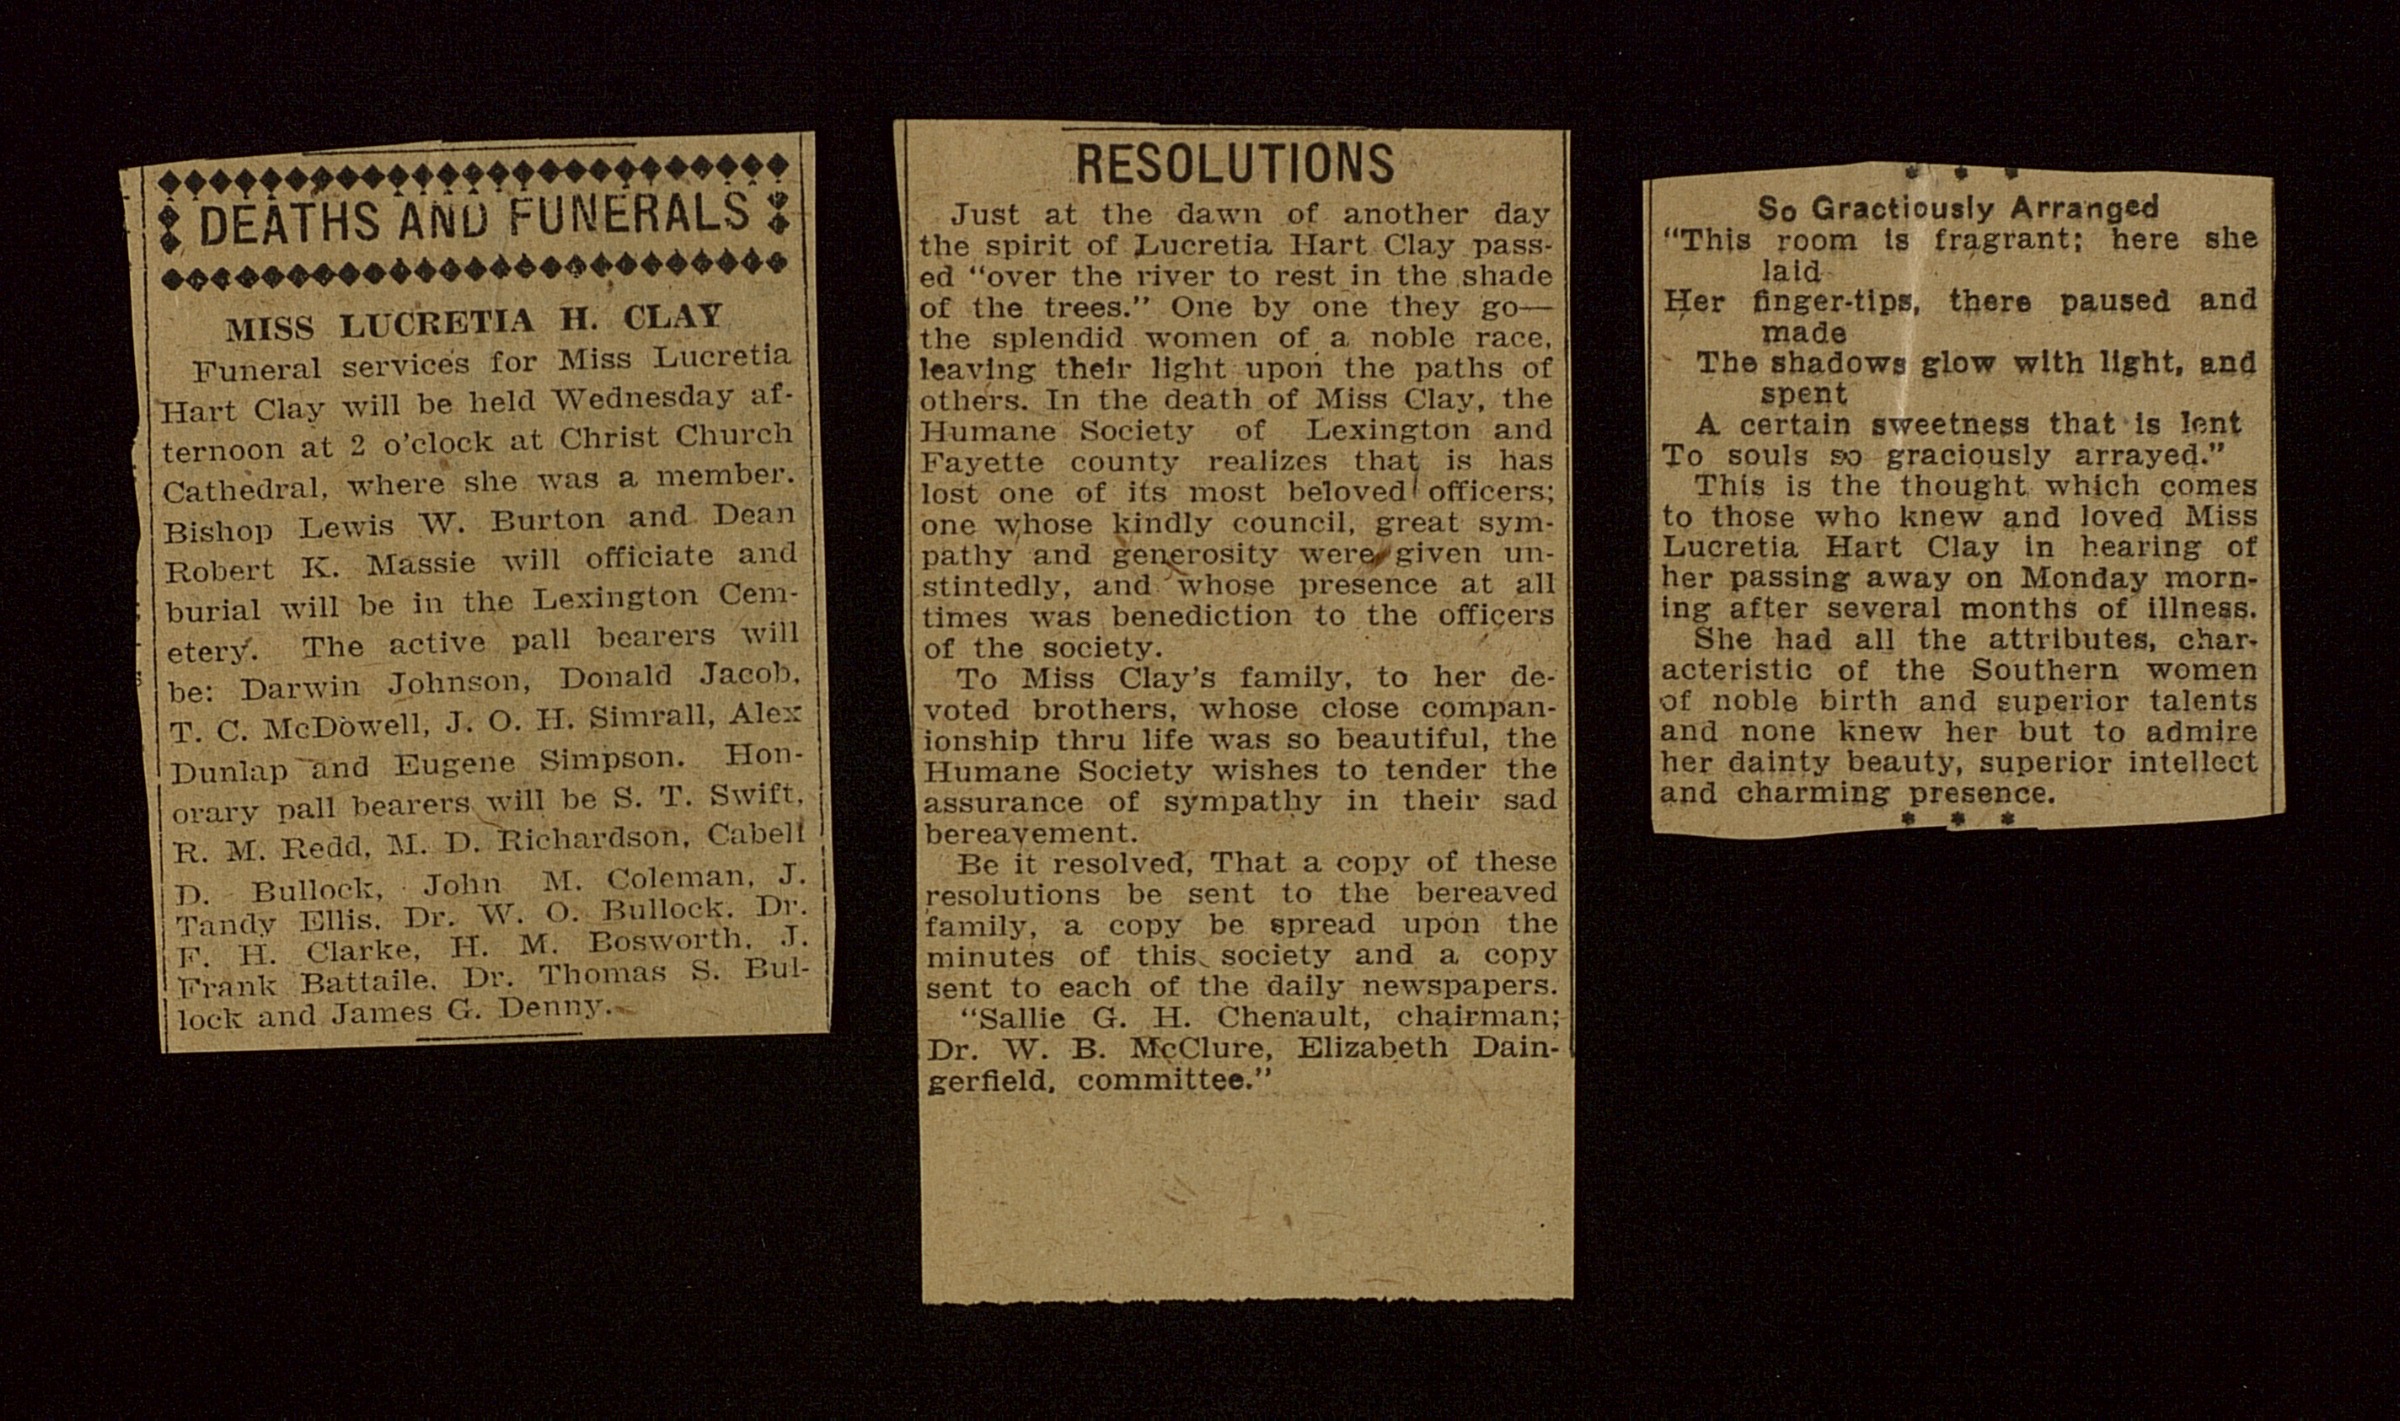 DEATHS AND FUNERALS
MISS LUCRETIA H. CLAY
Funeral services for Miss Lucretia
Hart Clay will be held Wednesday af-
ternoon at 2 o'clock at Christ Church
Cathedral, where she was a member.
Bishop Lewis W. Burton and Dean
Robert K. Massie will officiate and
burial will be in the Lexington Cem-
etery. The active pall bearers will
be: Darwin Johnson, Donald Jacob,
T. C. McDowell, J. O. H. Simrall, Alex
Dunlap and Eugene Simpson. Hon-
orary pall bearers will be S. T. Swift,
R. M. Redd, M. D. Richardson, Cabell
D. Bullock, John M. Coleman, J.
Tandy Ellis, Dr. W. O. Bullock, Dr.
F. H. Clarke, H. M. Bosworth, J.
Frank Battaile, Dr. Thomas S. Bul-
lock and James G. Denny.
RESOLUTIONS
Just at the dawn of another day
the spirit of Lucretia Hart Clay pass-
ed "over the river to rest in the shade
of the trees." One by one they go—
the splendid women of a noble race,
leaving their light upon the paths of
others. In the death of Miss Clay, the
Humane Society of Lexington and
Fayette county realizes that is has
lost one of its most beloved officers;
one whose kindly council, great sym-
pathy and generosity were given un-
stintedly, and whose presence at all
times was benediction to the officers
of the society.
To Miss Clay's family, to her de-
voted brothers, whose close compan-
ionship thru life was so beautiful, the
Humane Society wishes to tender the
assurance of sympathy in their sad
bereavement.
Be it resolved, That a copy of these
resolutions be sent to the bereaved
family, a copy be spread upon the
minutes of this society and a copy
sent to each of the daily newspapers.
"Sallie G. H. Chenault, chairman;
Dr. W. B. McClure, Elizabeth Dain-
gerfield, committee."
* * *
So Gractiously Arranged
"This room is fragrant; here she
laid
Her finger-tips, there paused and
made
The shadows glow with light, and
spent
A certain sweetness that is lent
To souls so graciously arrayed."
This is the thought which comes
to those who knew and loved Miss
Lucretia Hart Clay in hearing of
her passing away on Monday morn-
ing after several months of illness.
She had all the attributes, char-
acteristic of the Southern women
of noble birth and superior talents
and none knew her but to admire
her dainty beauty, superior intellect
and charming presence.
* * *